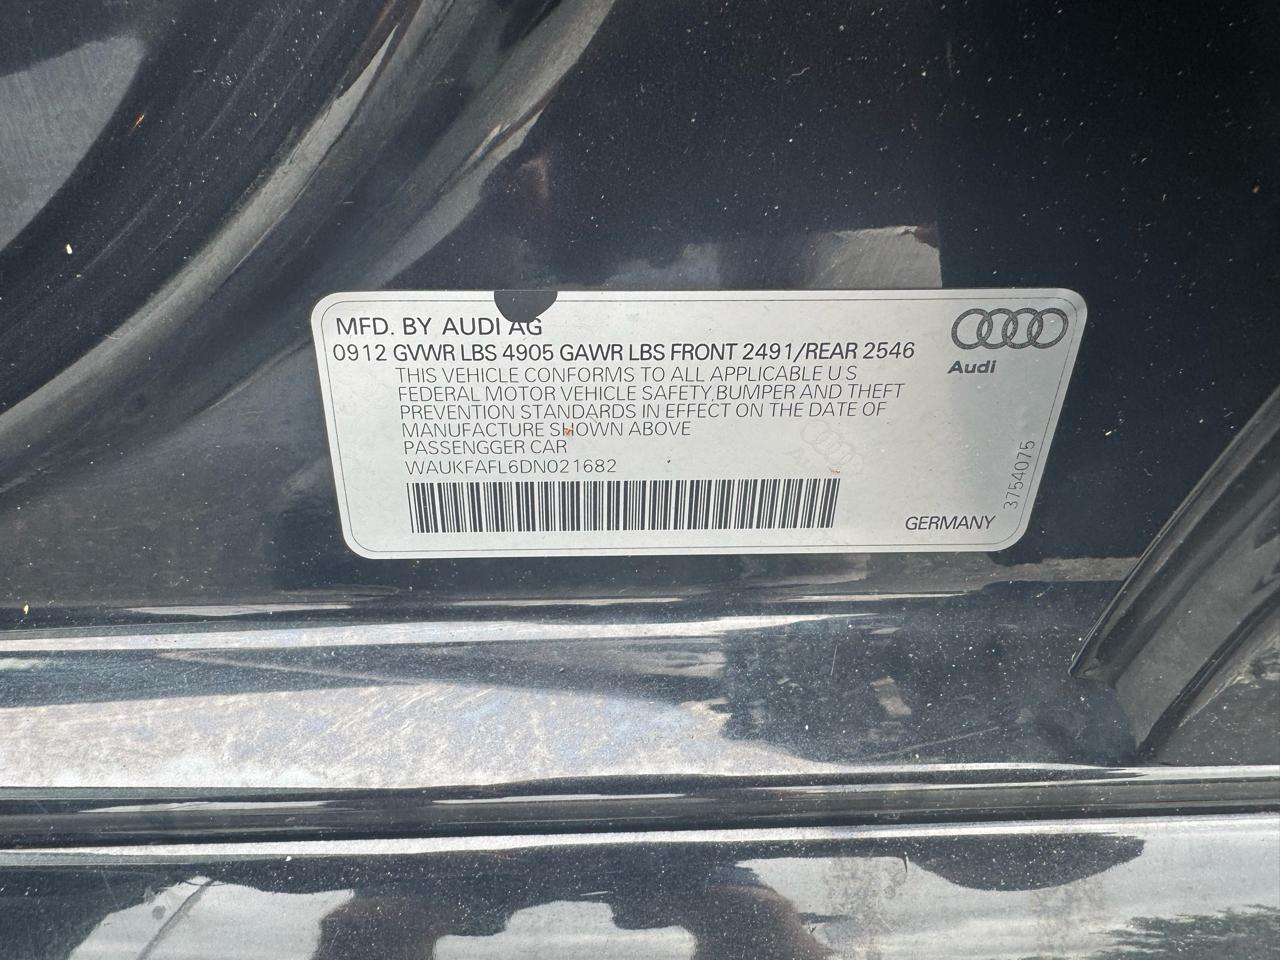 MFD. BY AUDI AG
0912 GVWR LBS 4905 GAWR LBS FRONT 2491/REAR 2546
THIS VEHICLE CONFORMS TO ALL APPLICABLE U S
FEDERAL MOTOR VEHICLE SAFETY, BUMPER AND THEFT
PREVENTION STANDARDS IN EFFECT ON THE DATE OF
MANUFACTURE SHOWN ABOVE
PASSENGGER CAR
WAUKFAFL6DN021682
Audi
3754075
GERMANY